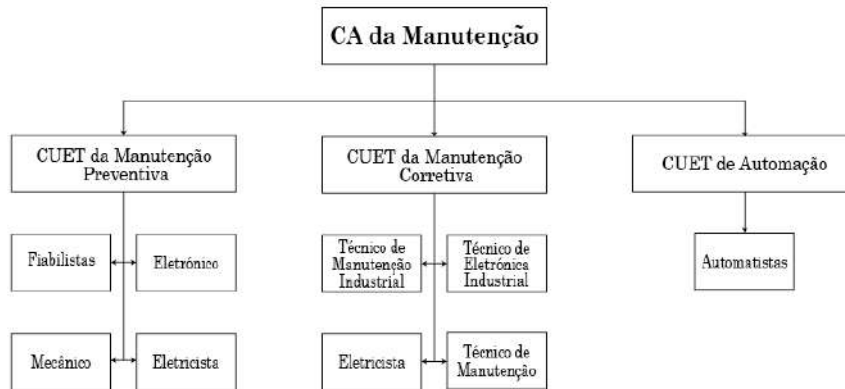 CA da Manutenção
CUET da Manutenção
Preventiva
CUET da Manutenção
Corretiva
CUET de Automação
Fiabilistas
Eletrónico
Técnico de
Manutenção
Industrial
Técnico de
Eletrónica
Industrial
Automatistas
Mecânico
Eletricista
Eletricista
Técnico de
Manutenção